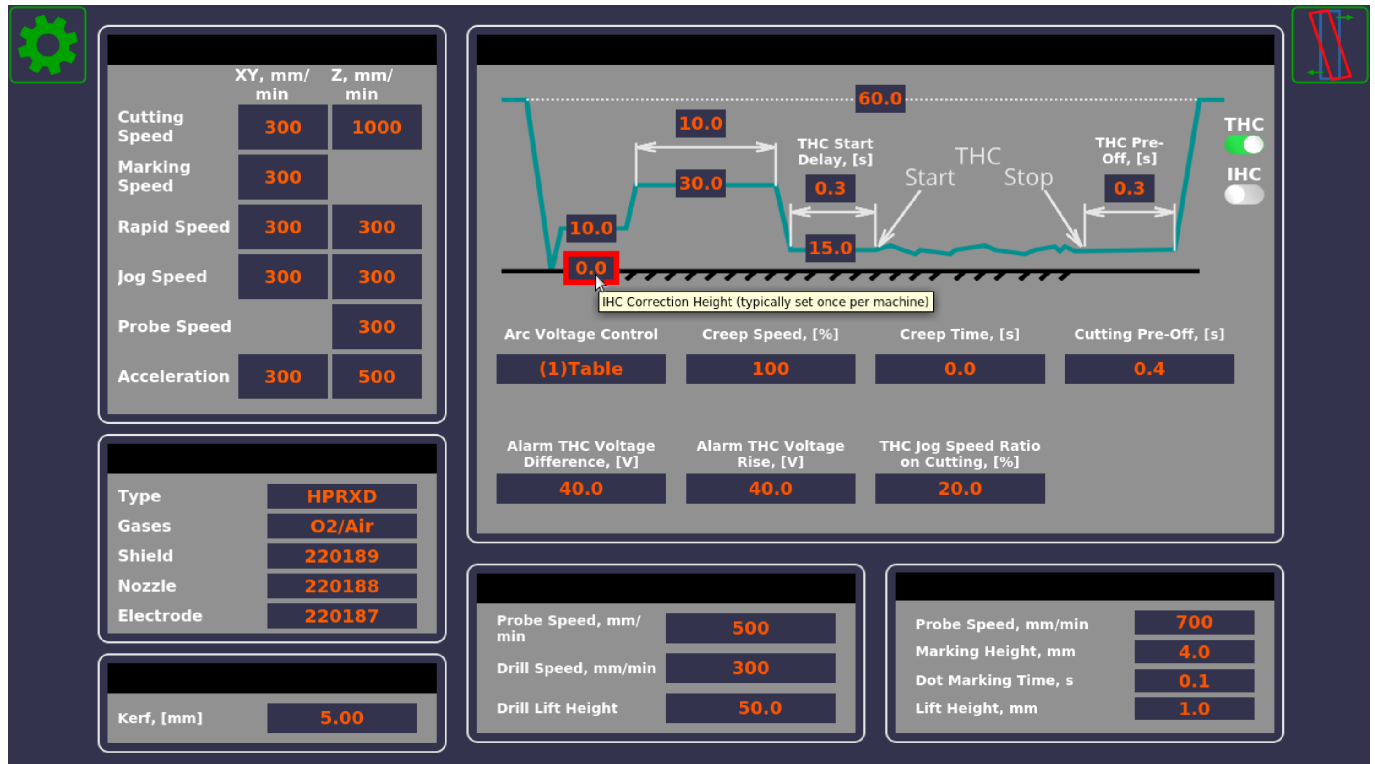 XY, mm/
min
Z, mm/
min
Cutting
Speed
300
1000
Marking
Speed
300
Rapid Speed
300
300
Jog Speed
300
300
Probe Speed
300
Acceleration
300
500
Type
HPRXD
Gases
O2/Air
Shield
220189
Nozzle
220188
Electrode
220187
Kerf, [mm]
5.00
60.0
10.0
THC Start
Delay, [s]
THC
Start
Stop
THC Pre-
Off, [s]
THC
IHC
30.0
0.3
0.3
10.0
15.0
0.0
IHC Correction Height (typically set once per machine)
Arc Voltage Control
Creep Speed, [%]
Creep Time, [s]
Cutting Pre-Off, [s]
(1)Table
100
0.0
0.4
Alarm THC Voltage
Difference, [V]
Alarm THC Voltage
Rise, [V]
THC Jog Speed Ratio
on Cutting, [%]
40.0
40.0
20.0
Probe Speed, mm/
min
500
Drill Speed, mm/min
300
Drill Lift Height
50.0
Probe Speed, mm/min
700
Marking Height, mm
4.0
Dot Marking Time, s
0.1
Lift Height, mm
1.0